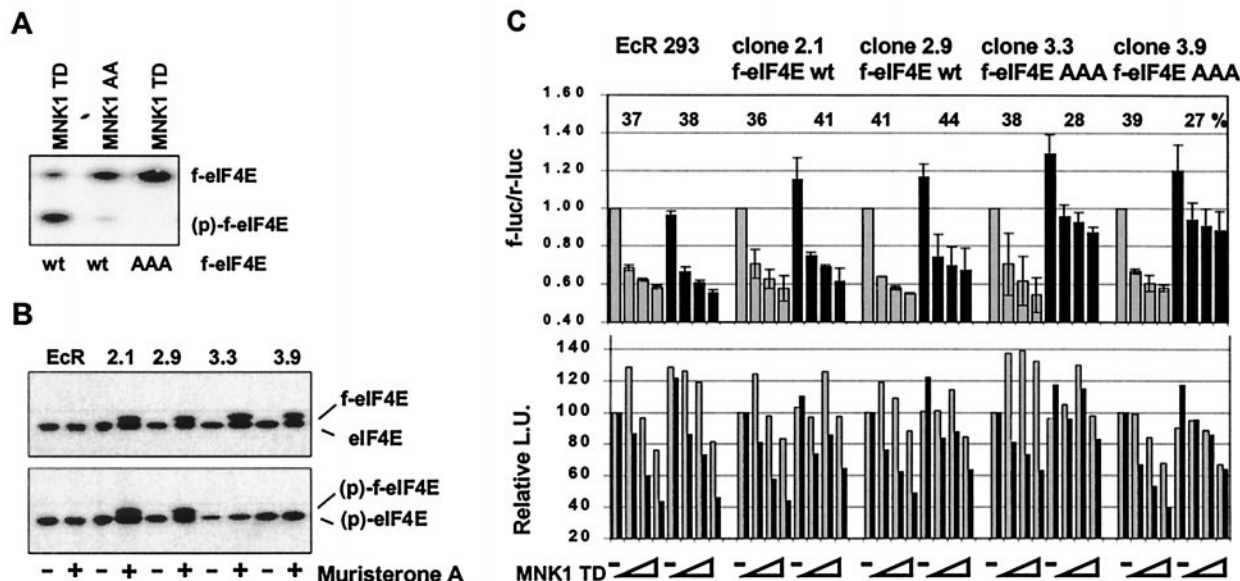 A
MNK1 TD
MNK1 AA
MNK1 TD
f-eIF4E
(p)-f-eIF4E
wt wt AAA f-eIF4E
B
EcR 2.1 2.9 3.3 3.9
f-eIF4E
eIF4E
(p)-f-eIF4E
(p)-eIF4E
- + - + - + - + - + Muristerone A
C
EcR 293 clone 2.1 clone 2.9 clone 3.3 clone 3.9
f-eIF4E wt f-eIF4E wt f-eIF4E AAA f-eIF4E AAA
f-luc/r-luc
1.60
1.40
1.20
1.00
0.80
0.60
0.40
37 38 36 41 41 44 38 28 39 27 %
Relative L.U.
140
120
100
80
60
40
20
MNK1 TD - - - - - - - - - -